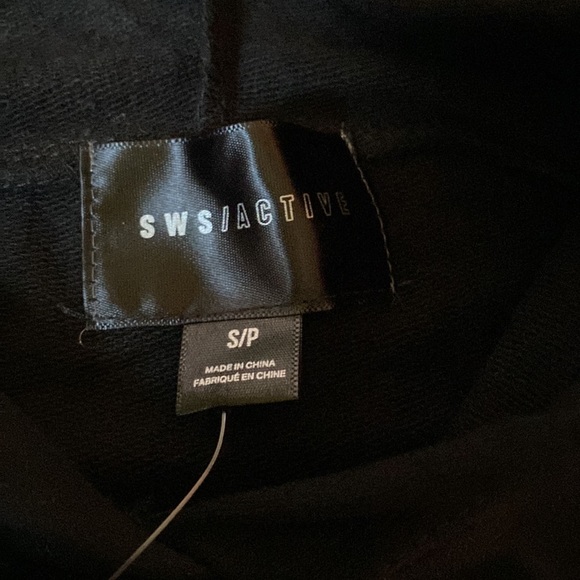 SWS/ACTIVE
S/P
MADE IN CHINA
FABRIQUÉ EN CHINE